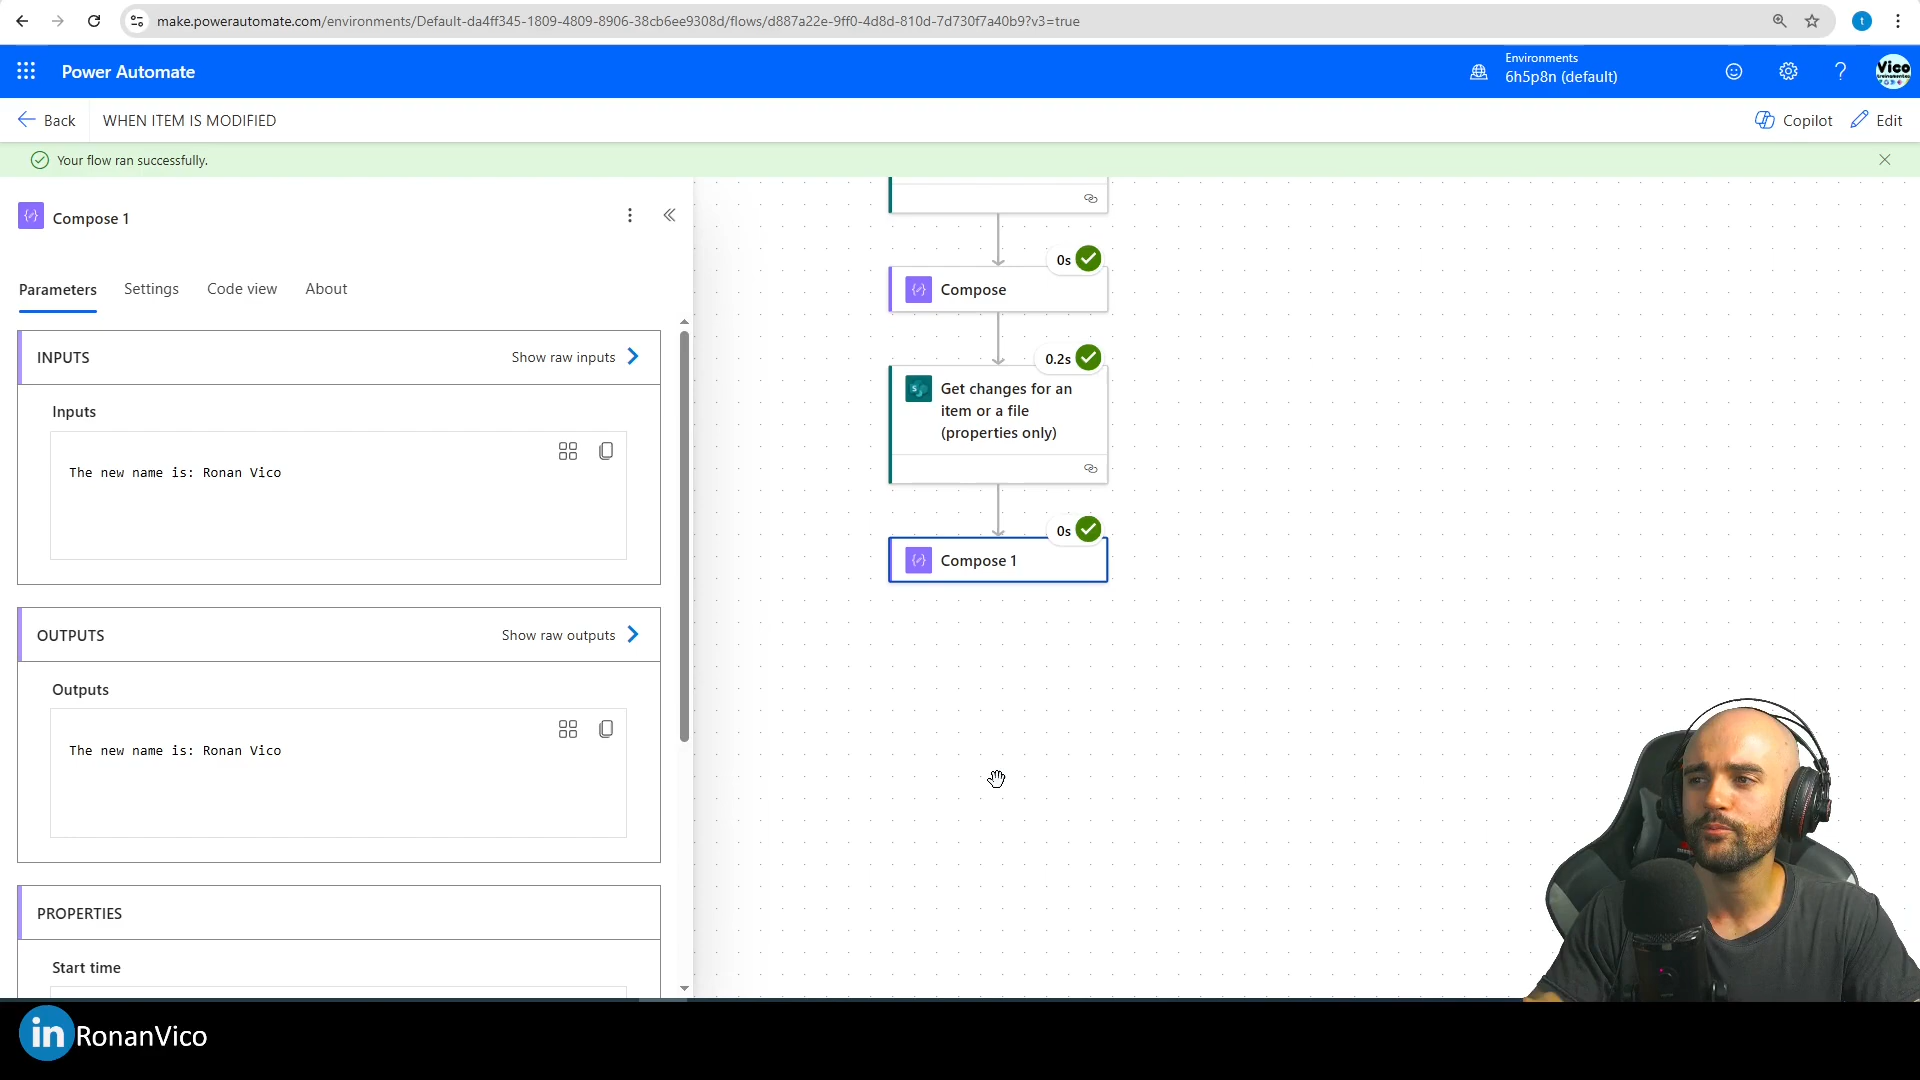 make.powerautomate.com/environments/Default-da4ff345-1809-4809-8906-38cb6ee9308d/flows/d887a22e-9ff0-4d8d-810d-7d730f7a40b9?v3=true
t
Power Automate
Environments
6h5p8n (default)
?
Vico
Back
WHEN ITEM IS MODIFIED
Copilot
Edit
Your flow ran successfully.
Compose 1
Parameters
Settings
Code view
About
INPUTS
Show raw inputs
Inputs
The new name is: Ronan Vico
OUTPUTS
Show raw outputs
Outputs
The new name is: Ronan Vico
PROPERTIES
Start time
0s
Compose
0.2s
Get changes for an
item or a file
(properties only)
0s
Compose 1
in RonanVico